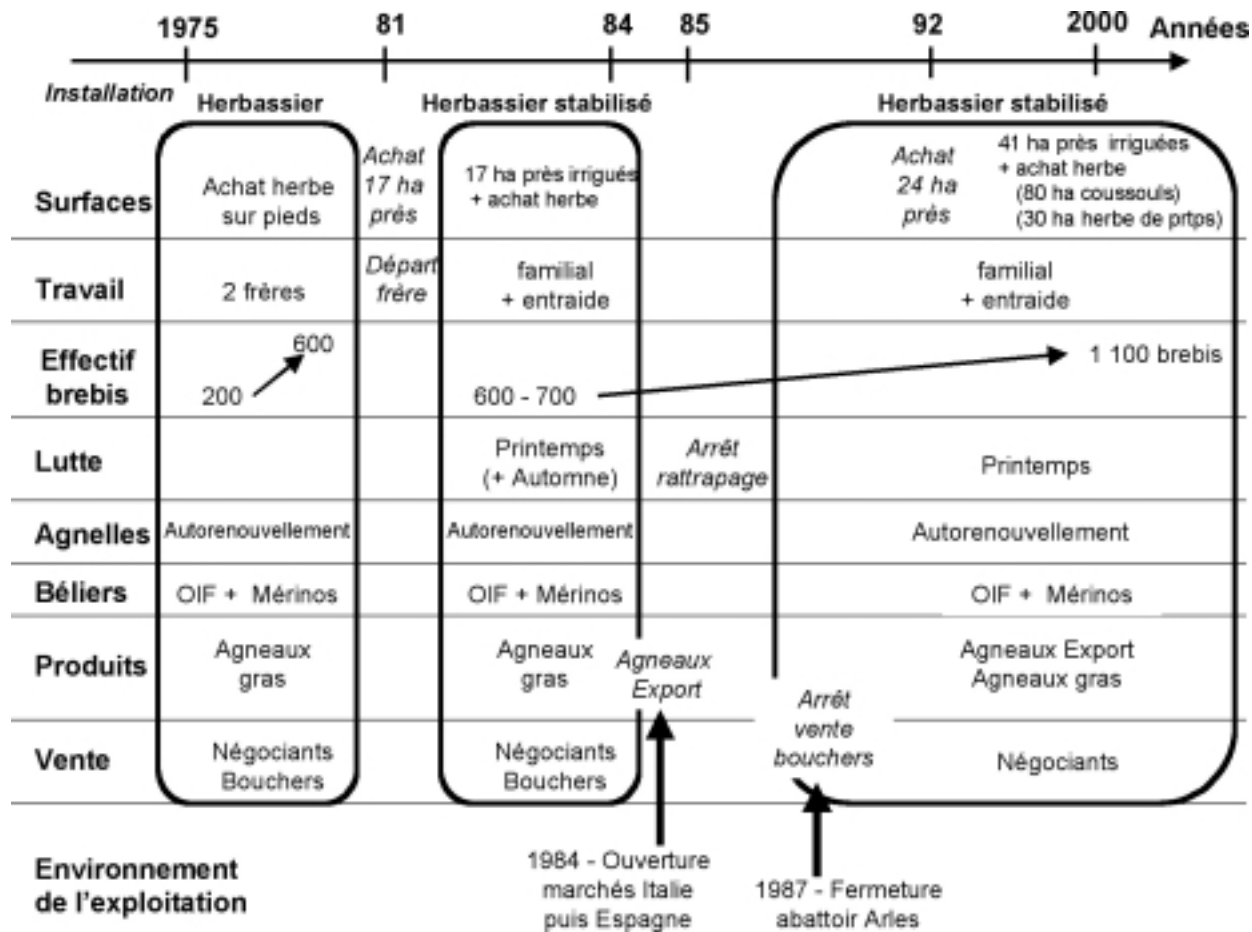 1975 81 84 85 92 2000 Années
Installation Herbassier Herbassier stabilisé Herbassier stabilisé
Surfaces
Achat herbe
sur pieds
Achat
17 ha
près
17 ha près irrigués
+ achat herbe
Achat
24 ha
près
41 ha près irriguées
+ achat herbe
(80 ha coussouls)
(30 ha herbe de prtps)
Travail
2 frères
Départ
frère
familial
+ entraide
familial
+ entraide
Effectif
brebis
200
600
600 - 700
1 100 brebis
Lutte
Printemps
(+ Automne)
Arrêt
rattrapage
Printemps
Agnelles Autorenouvellement Autorenouvellement Autorenouvellement
Béliers OIF + Mérinos OIF + Mérinos OIF + Mérinos
Produits
Agneaux
gras
Agneaux
gras
Agneaux
Export
Agneaux Export
Agneaux gras
Vente
Négociants
Bouchers
Négociants
Bouchers
Arrêt
vente
bouchers
Négociants
Environnement
de l'exploitation
1984 - Ouverture
marchés Italie
puis Espagne
1987 - Fermeture
abattoir Arles